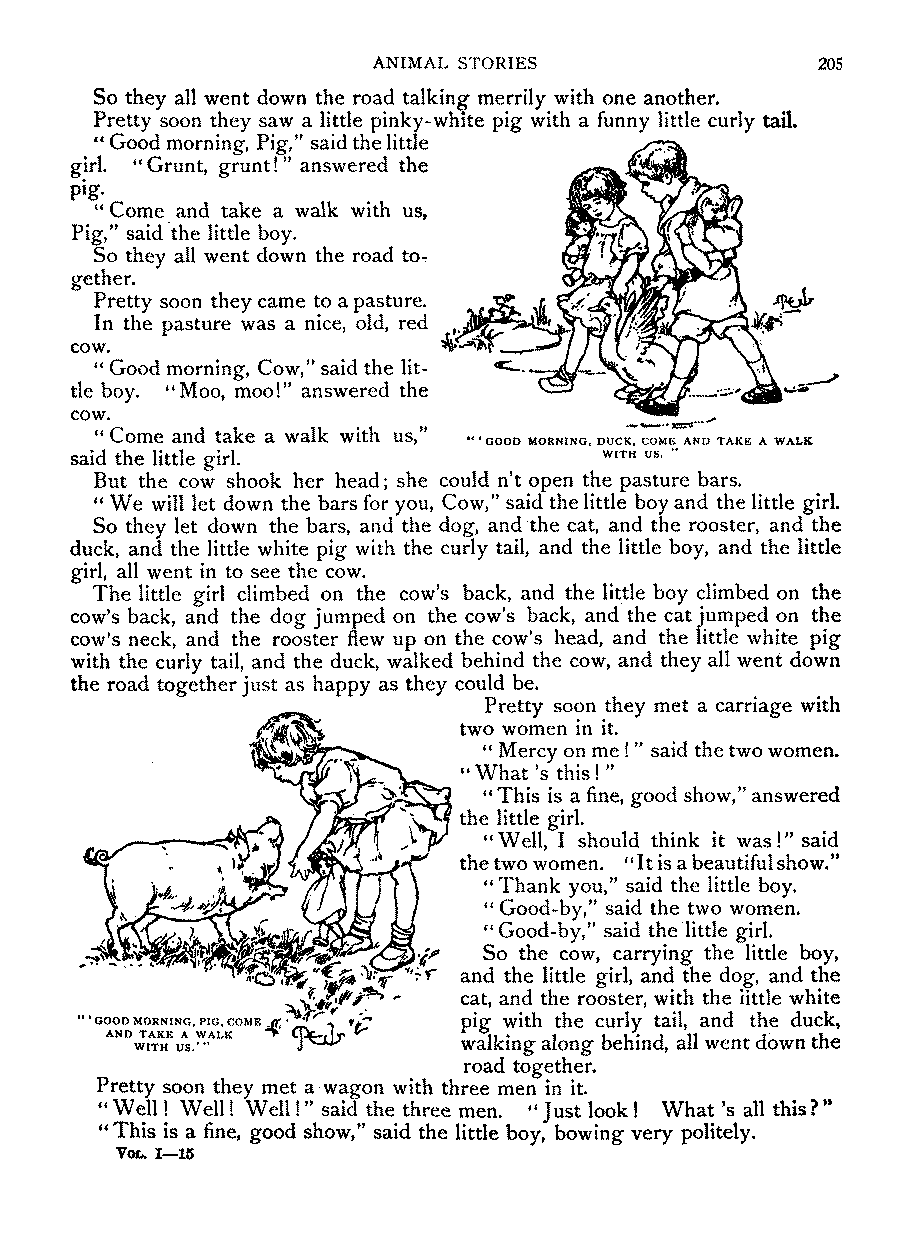 ANIMAL STORIES 205
So they all went down the road talking merrily with one another.
Pretty soon they saw a little pinky-white pig with a funny little curly tail.
"Good morning, Pig," said the little
girl. "Grunt, grunt!" answered the
pig.
"Come and take a walk with us,
Pig," said the little boy.
So they all went down the road to-
gether.
Pretty soon they came to a pasture.
In the pasture was a nice, old, red
cow.
"Good morning, Cow," said the lit-
tle boy. "Moo, moo!" answered the
cow.
"Come and take a walk with us,"
said the little girl.
"'GOOD MORNING, DUCK, COME AND TAKE A WALK
WITH US."
But the cow shook her head; she could n't open the pasture bars.
"We will let down the bars for you, Cow," said the little boy and the little girl.
So they let down the bars, and the dog, and the cat, and the rooster, and the
duck, and the little white pig with the curly tail, and the little boy, and the little
girl, all went in to see the cow.
The little girl climbed on the cow's back, and the little boy climbed on the
cow's back, and the dog jumped on the cow's back, and the cat jumped on the
cow's neck, and the rooster flew up on the cow's head, and the little white pig
with the curly tail, and the duck, walked behind the cow, and they all went down
the road together just as happy as they could be.
Pretty soon they met a carriage with
two women in it.
"Mercy on me!" said the two women.
"What 's this!"
"This is a fine, good show," answered
the little girl.
"Well, I should think it was!" said
the two women. "It is a beautiful show."
"Thank you," said the little boy.
"Good-by," said the two women.
"Good-by," said the little girl.
So the cow, carrying the little boy,
and the little girl, and the dog, and the
cat, and the rooster, with the little white
pig with the curly tail, and the duck,
walking along behind, all went down the
road together.
"'GOOD MORNING, PIG, COME
AND TAKE A WALK
WITH US.'"
Pretty soon they met a wagon with three men in it.
"Well! Well! Well!" said the three men. "Just look! What 's all this?"
"This is a fine, good show," said the little boy, bowing very politely.
VOL. I—15